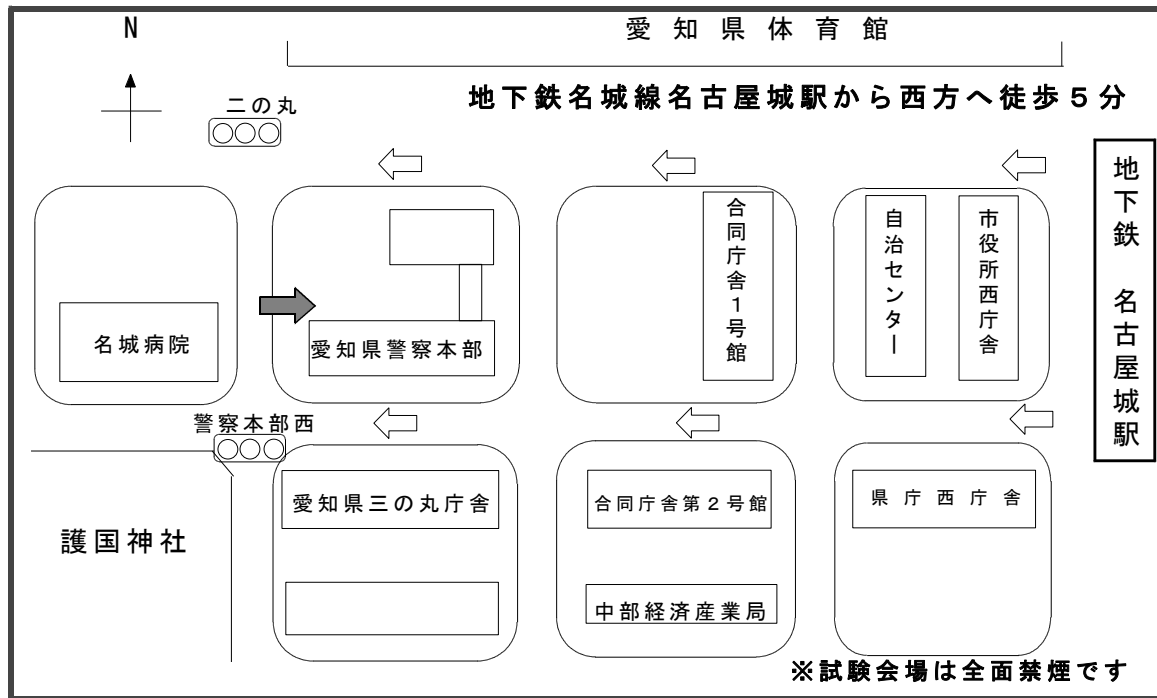 N
愛知県体育館
地下鉄名城線名古屋城駅から西方へ徒歩５分
二の丸
地下鉄 名古屋城駅
合同庁舎１号館
自治センター
市役所西庁舎
名城病院
愛知県警察本部
警察本部西
愛知県三の丸庁舎
合同庁舎第２号館
県庁西庁舎
護国神社
中部経済産業局
※試験会場は全面禁煙です